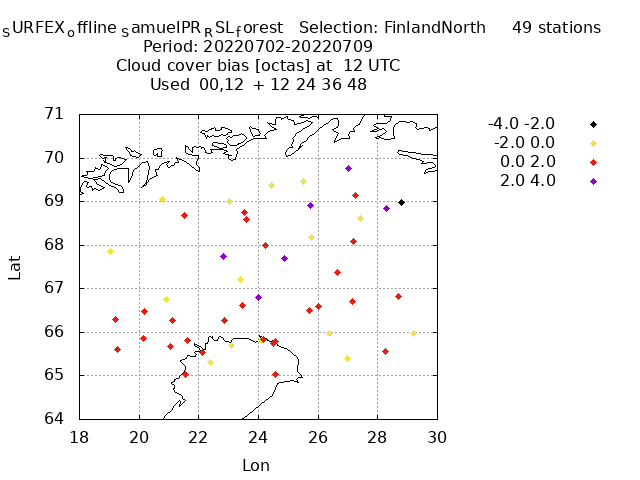 SURFEXoffline SamuelPRRSLforest Selection: FinlandNorth 49 stations
Period: 20220702-20220709
Cloud cover bias [octas] at 12 UTC
Used 00,12 + 12 24 36 48
-4.0 -2.0
-2.0 0.0
0.0 2.0
2.0 4.0
71
70
69
68
67
66
65
64
Lat
18 20 22 24 26 28 30
Lon